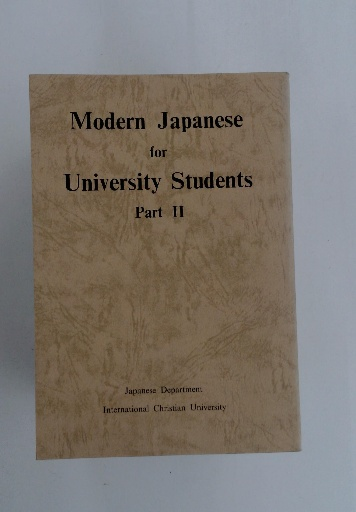 Modern Japanese
for
University Students
Part II
Japanese Department
International Christian University